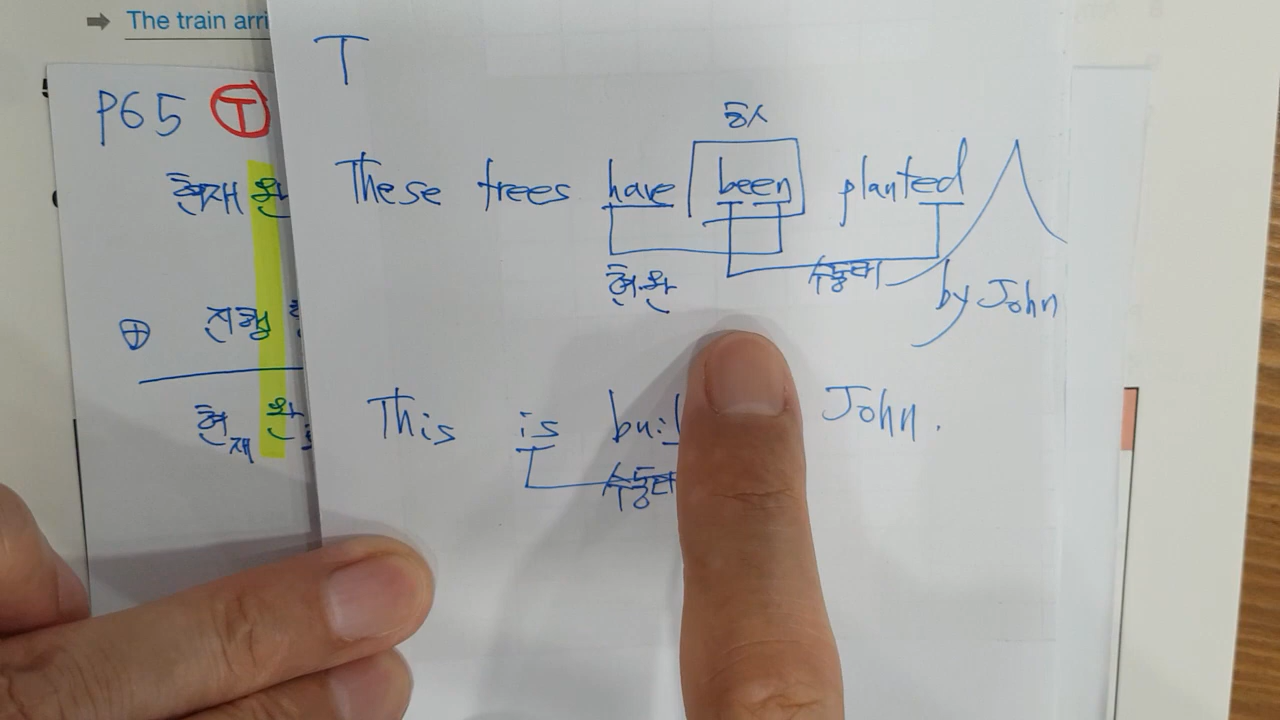 The train arri
P65 T
현재 완
진행
현재 완
T
동사
These trees have been planted
현·완 수동태 by John
This is buil John.
수동태